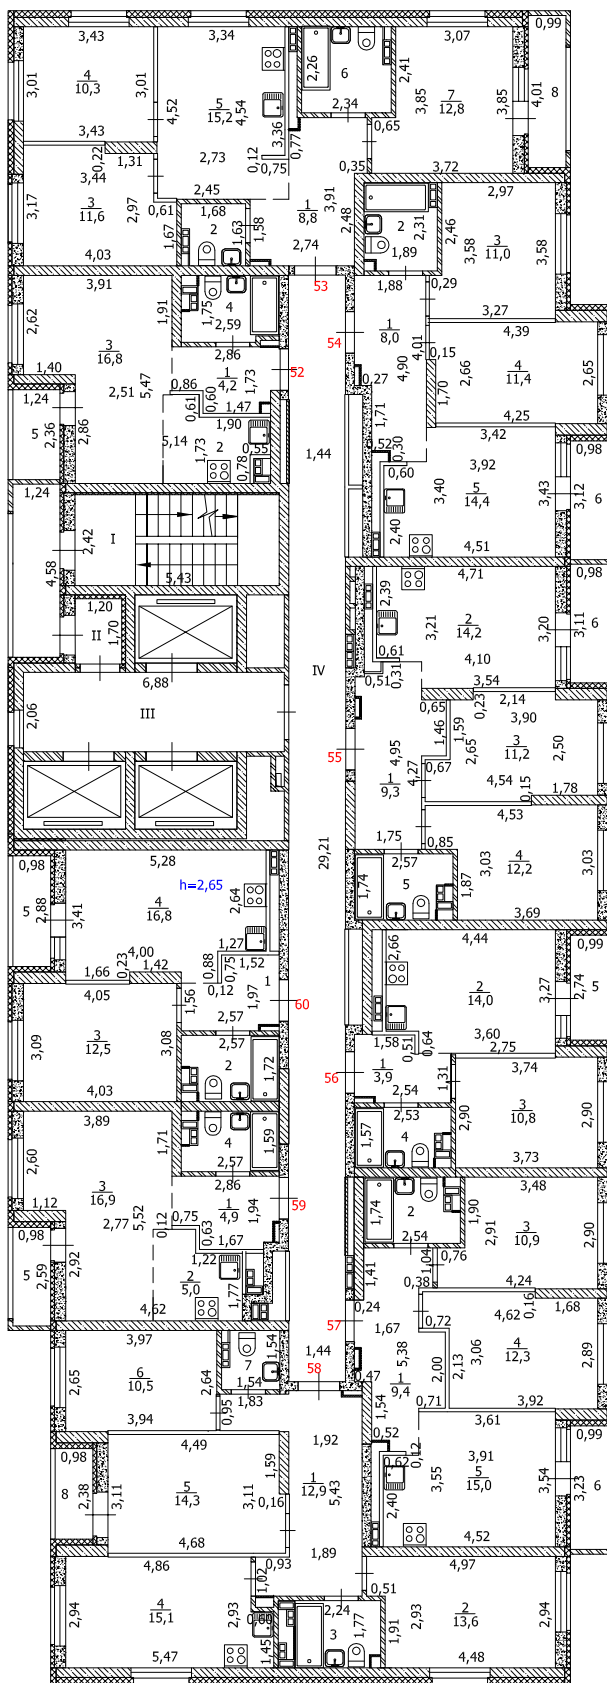 0,99
3,43 3,34 3,07
3,01 4/10,3 3,01 4,52 5/15,2 4,54 2,26 6 2,41 7/12,8 3,85 3,85 4,01 8
3,43 2,34 0,65
0,22 1,31 2,73 0,12 3,36 0,75 0,77 0,35 3,72
3,44 2,45 3,91 2,97
3,17 3/11,6 2,97 0,61 1,68 2 1,63 1,58 1/8,8 2,48 2 2,31 2,46 3/11,0 3,58 3,58
1,67 2,74 1,89
4,03 1,88 0,29
3,91 53 3,27
2,62 1,91 1,75 4 2,59 54 1/8,0 4,01 0,15 4,39
3/16,8 2,86 4,90 2,66 4/11,4 2,65
1,40 2,51 5,47 0,86 1/4,2 1,73 52 0,27 1,70 4,25
1,24 0,61 0,60 1,47 1,71 3,42
5 2,36 2,86 5,14 1,73 1,90 2 0,55 0,78 1,44 0,52 0,30 0,60 3,92 0,98
1,24 3,40 5/14,4 3,43 3,12 6
2,42 I 2,40 4,51
4,58 5,43 4,71 0,98
1,20 2,39 3,21 2/14,2 3,20 3,11 6
II 1,70 0,61 4,10
6,88 IV 0,51 0,31 3,54
2,06 III 0,65 0,23 2,14
1,46 1,59 3,90
55 4,95 2,65 3/11,2 2,50
0,67 4,27 1/9,3 4,54 0,15 1,78
4,53
5,28 29,21 1,75 0,85
0,98 h=2,65 2,57 3,03 4/12,2 3,03
5 2,88 3,41 4/16,8 2,64 1,74 5 1,87
1,27 3,69
4,00 1,52 4,44 0,99
1,66 0,23 1,42 0,88 0,75 2,66
4,05 0,12 1 2/14,0 3,27 2,74 5
1,56 1,97 60 1,58 0,51 0,64 3,60
3,09 3/12,5 3,08 2,57 2,75
2,57 1/3,9 3,74
2 1,72 56 2,54 1,31
4,03 2,53 2,90 3/10,8 2,90
3,89 1,71 4 1,59 1,57 4
2,60 2,57 3,73
3/16,9 2,86 1,74 2 1,90 3,48
1,12 2,77 5,52 0,12 0,75 1/4,9 1,94 59 2,91 3/10,9 2,90
0,98 0,63 1,67 2,54
5 2,59 2,92 1,22 1,04 0,76
2/5,0 1,77 1,41 0,38 4,24
4,62 0,24 0,16 1,68
57 1,67 0,72 4,62
3,97 1,54 5,38 2,00 2,13 3,06 4/12,3 2,89
2,65 6/10,5 2,64 7 1,44
1,54 58 0,47 1/9,4
3,94 0,95 1,83 1,54 0,71 3,92
4,49 1,92 0,52 3,61 0,99
0,98 1,59 0,62 0,12 3,91
8 2,38 3,11 5/14,3 3,11 0,16 1/12,9 5,43 3,55 5/15,0 3,54 3,23 6
2,40
4,68 1,89 4,52
4,86 0,93 4,97
1,02 0,51
2,94 4/15,1 2,93 0,60 2,24 2,93 2/13,6 2,94
1,45 3 1,77 1,91
5,47 4,48